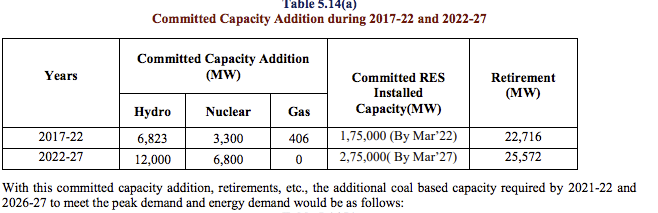 Table 5.14(a)
Committed Capacity Addition during 2017-22 and 2022-27
Years
Committed Capacity Addition
(MW)
Committed RES
Installed
Capacity(MW)
Retirement
(MW)
Hydro Nuclear Gas
2017-22 6,823 3,300 406 1,75,000 (By Mar'22) 22,716
2022-27 12,000 6,800 0 2,75,000( By Mar'27) 25,572
With this committed capacity addition, retirements, etc., the additional coal based capacity required by 2021-22 and
2026-27 to meet the peak demand and energy demand would be as follows: